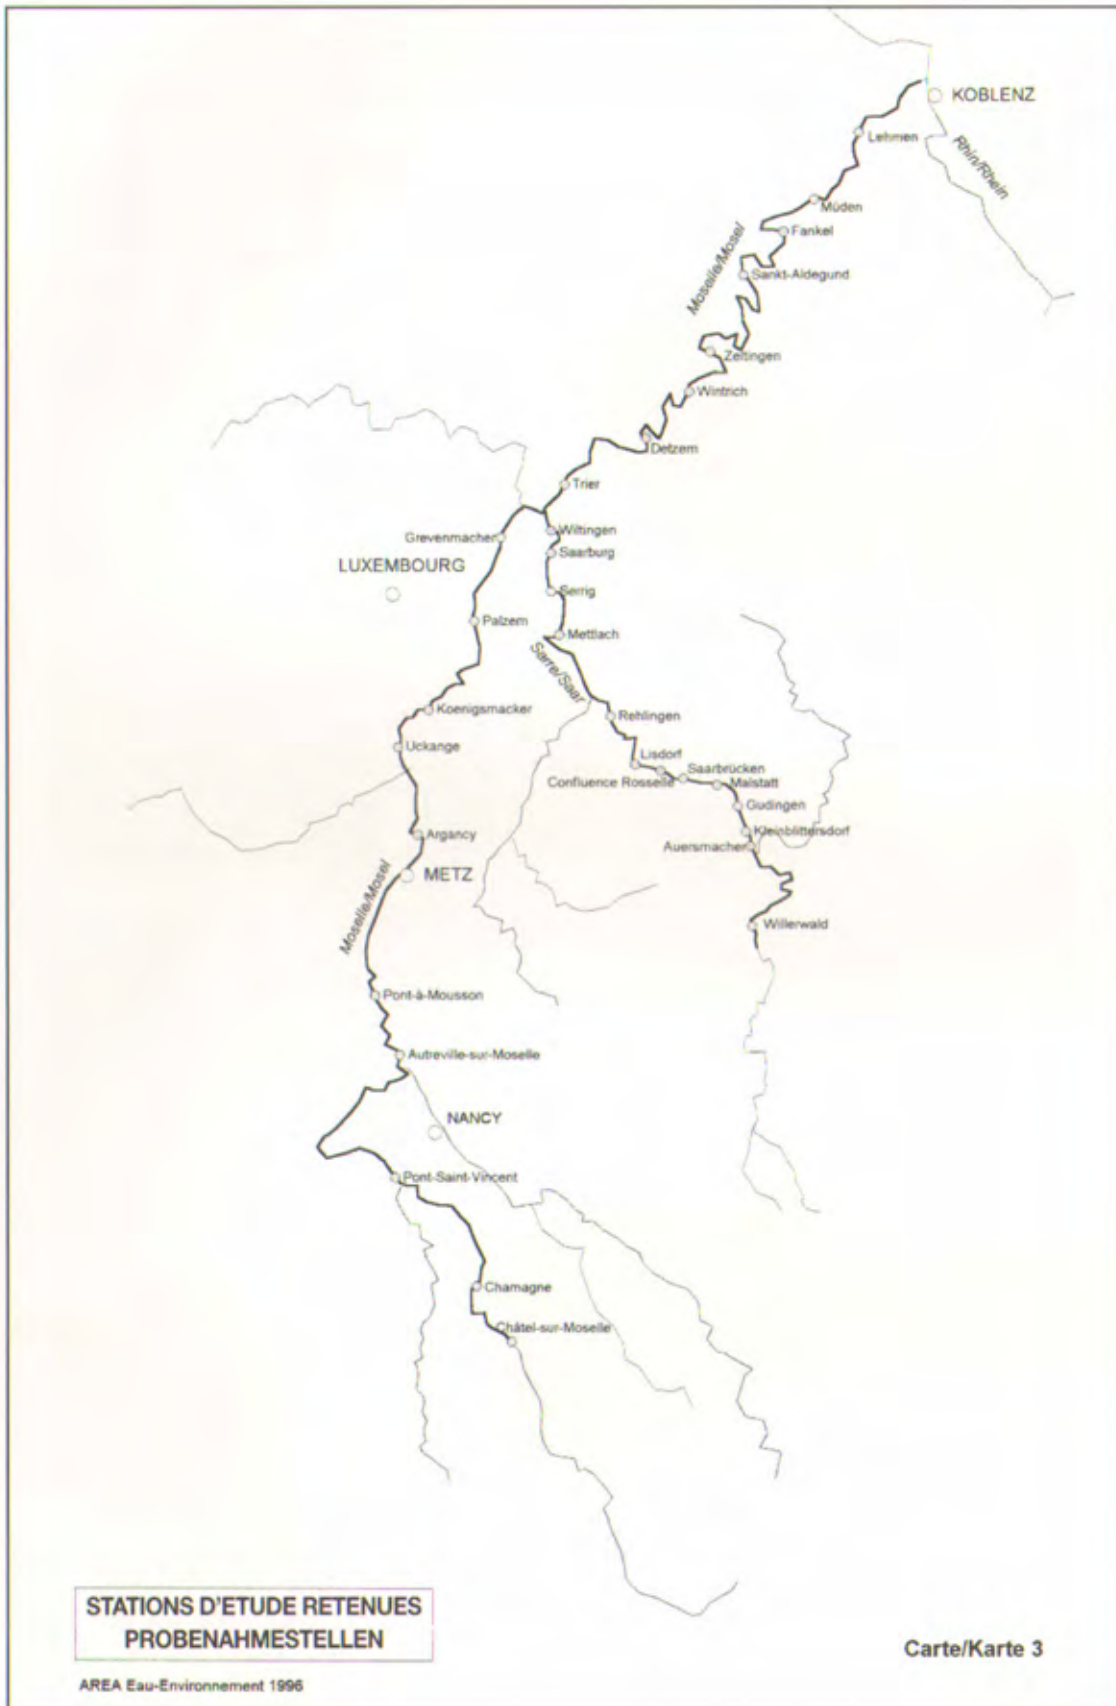 KOBLENZ
Lehmen
Rhin/Rhein
Müden
Fankel
Moselle/Mosel
Sankt-Aldegund
Zeltingen
Wintrich
Detzem
Trier
Wiltingen
Grevenmacher
Saarburg
LUXEMBOURG
Serrig
Palzem
Mettlach
Sarre/Saar
Koenigsmacker
Rehlingen
Uckange
Lisdorf
Saarbrücken
Confluence Rosselle
Malstatt
Gudingen
Argancy
Kleinblittersdorf
Auersmacher
METZ
Moselle/Mosel
Willerwald
Pont-à-Mousson
Autreville-sur-Moselle
NANCY
Pont-Saint-Vincent
Chamagne
Châtel-sur-Moselle
STATIONS D'ETUDE RETENUES
PROBENAHMESTELLEN
Carte/Karte 3
AREA Eau-Environnement 1996